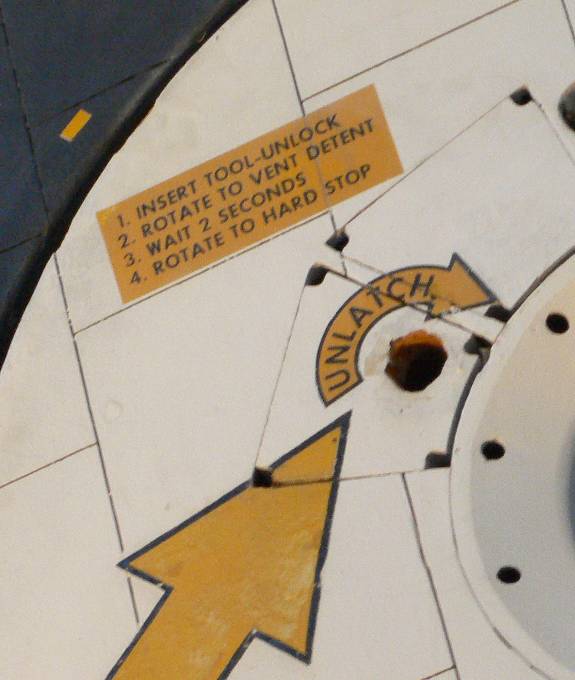 1. INSERT TOOL-UNLOCK
2. ROTATE TO VENT DETENT
3. WAIT 2 SECONDS
4. ROTATE TO HARD STOP
UNLATCH